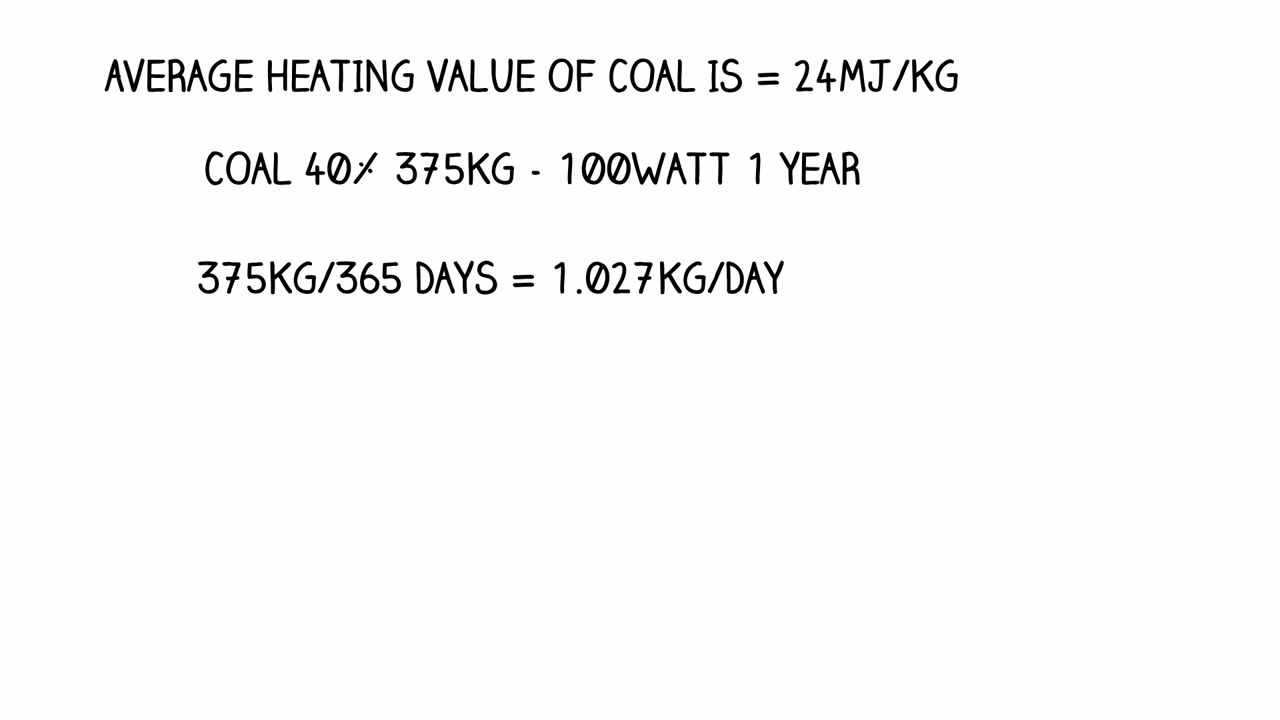 AVERAGE HEATING VALUE OF COAL IS = 24MJ/KG
COAL 40% 375KG - 100WATT 1 YEAR
375KG/365 DAYS = 1.027KG/DAY